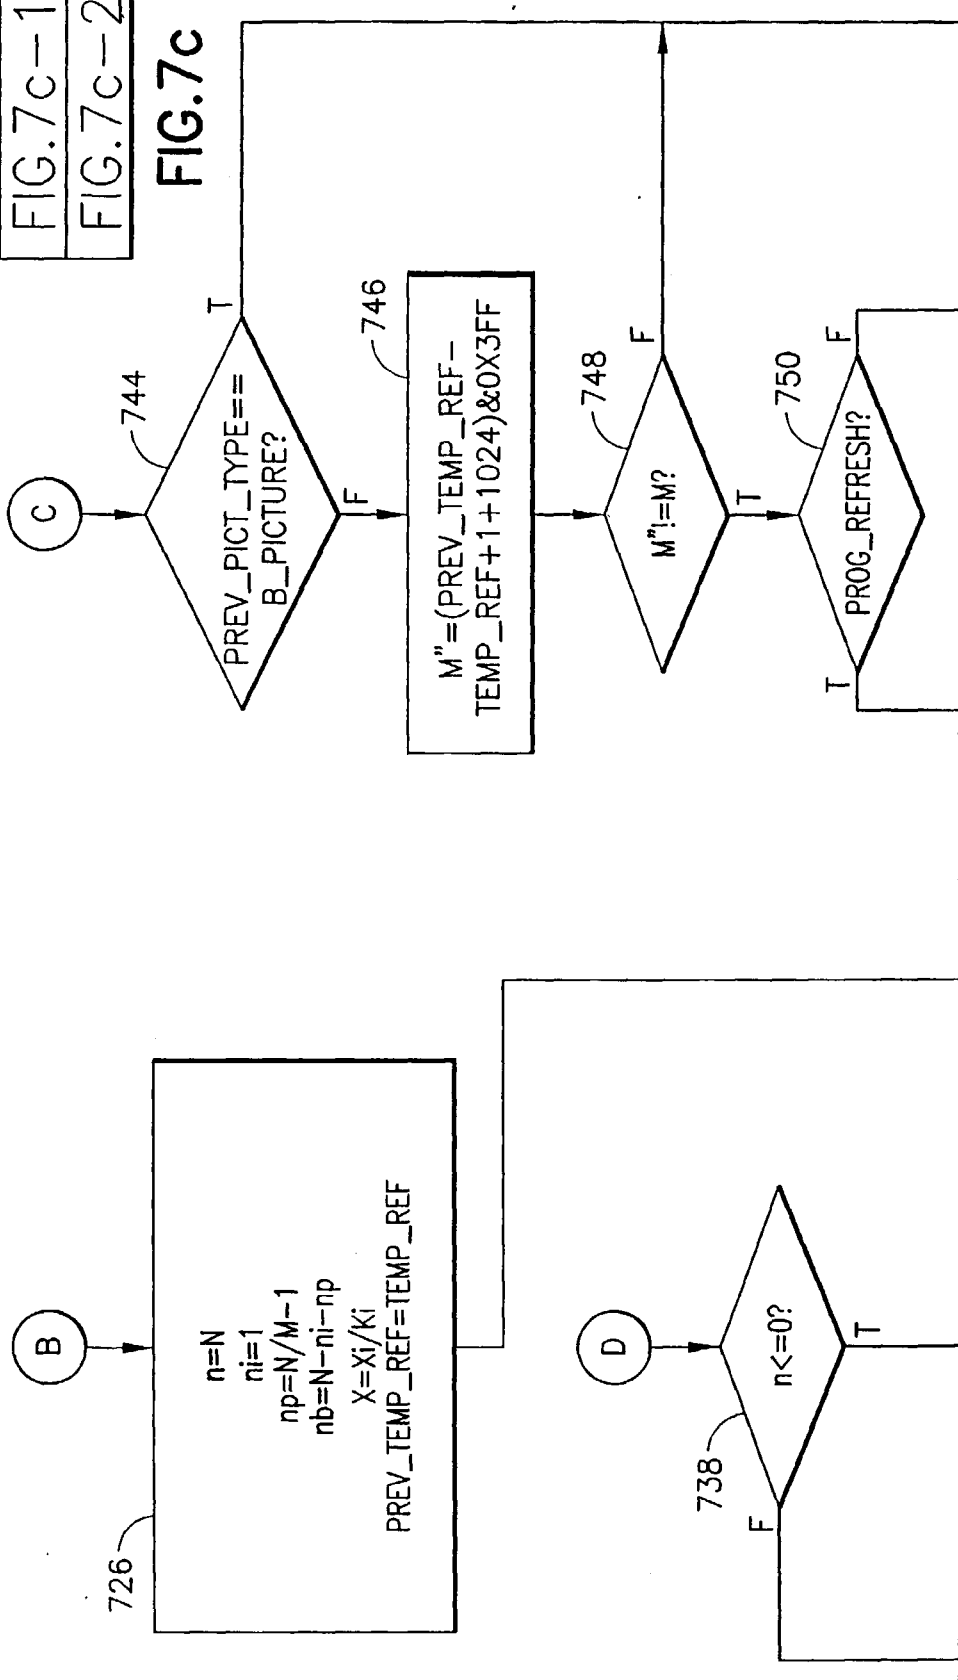 FIG.7c-1
FIG.7c-2
FIG.7c
B
726
n=N
ni=1
np=N/M-1
nb=N-ni-np
X=Xi/Ki
PREV_TEMP_REF=TEMP_REF
D
738
n<=0?
F
T
C
744
PREV_PICT_TYPE==
B_PICTURE?
T
F
746
M"=(PREV_TEMP_REF-
TEMP_REF+1+1024)&0X3FF
748
M"!=M?
F
T
750
PROG_REFRESH?
T
F